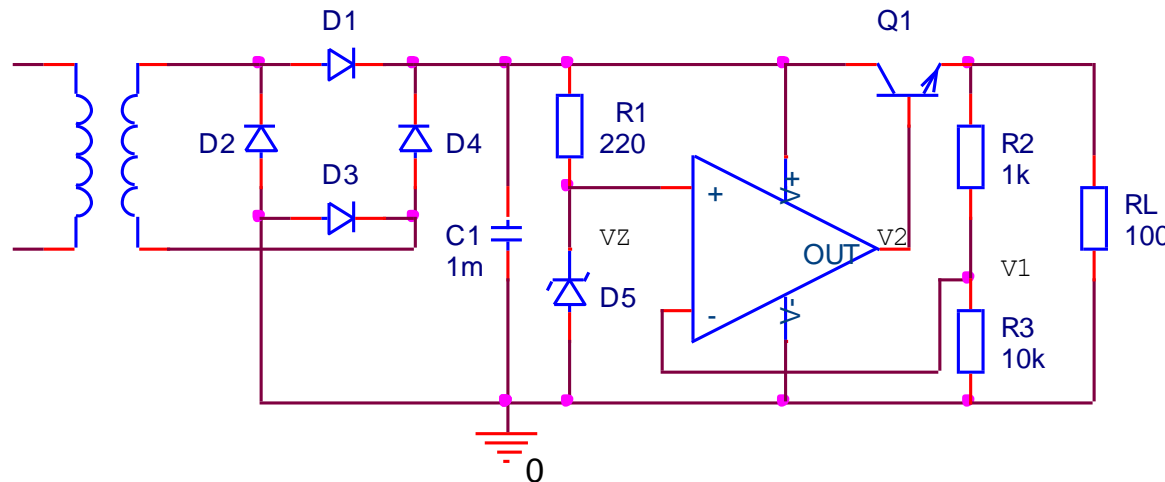 D1
Q1
R1
220
D2
D4
D3
R2
1k
RL
100
C1
1m
VZ
+
V+
OUT
V2
V1
D5
-
V-
R3
10k
0